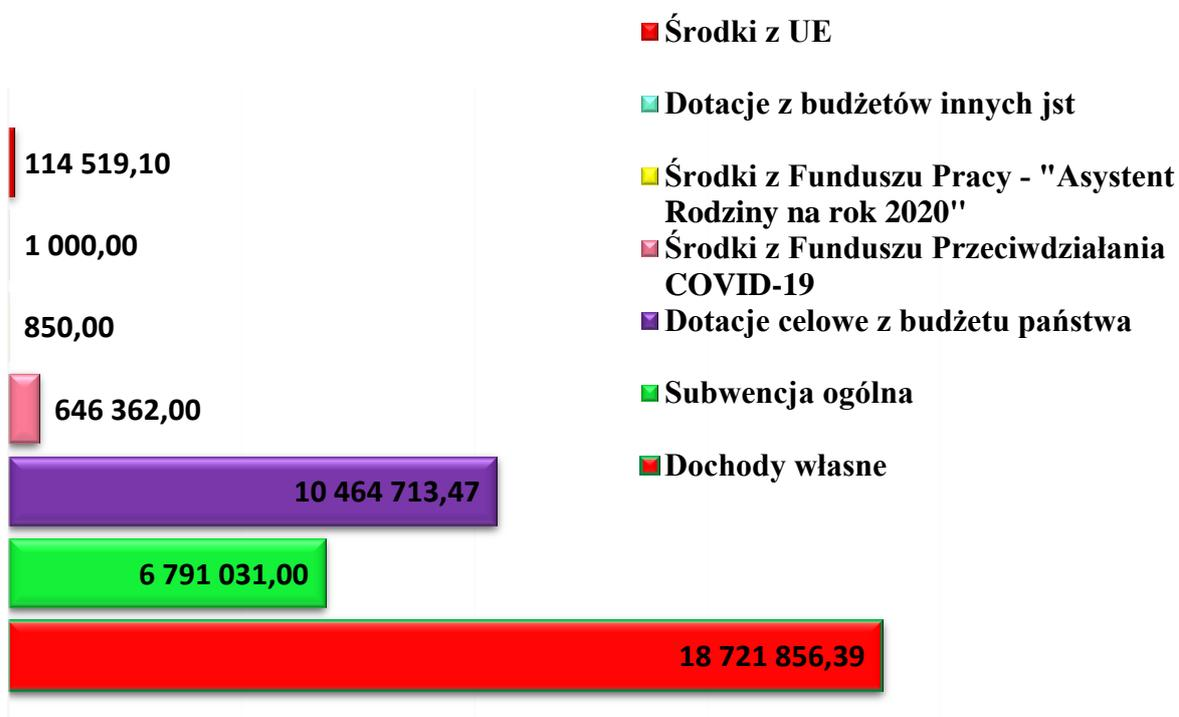 Środki z UE
Dotacje z budżetów innych jst
Środki z Funduszu Pracy - "Asystent
Rodziny na rok 2020"
Środki z Funduszu Przeciwdziałania
COVID-19
Dotacje celowe z budżetu państwa
Subwencja ogólna
Dochody własne
114 519,10
1 000,00
850,00
646 362,00
10 464 713,47
6 791 031,00
18 721 856,39